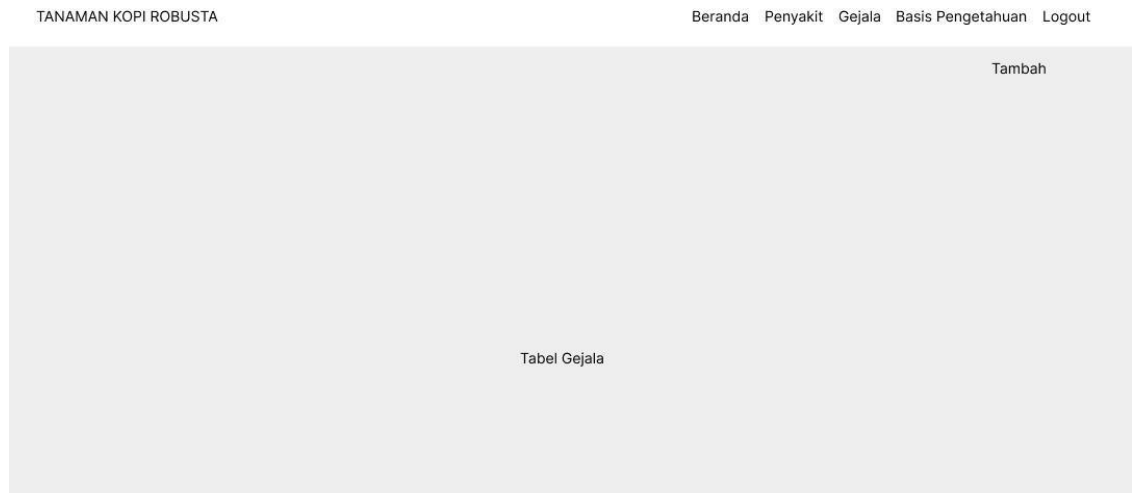 TANAMAN KOPI ROBUSTA
Beranda Penyakit Gejala Basis Pengetahuan Logout
Tambah
Tabel Gejala